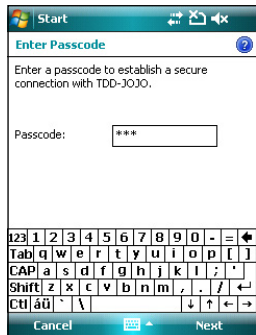 Start
Enter Passcode
?
Enter a passcode to establish a secure
connection with TDD-JOJO.
Passcode:
***
123 1 2 3 4 5 6 7 8 9 0 - =
Tab q w e r t y u i o p [ ]
CAP a s d f g h j k l ; '
Shift z x c v b n m , . /
Ctl áü ` \
Cancel
Next